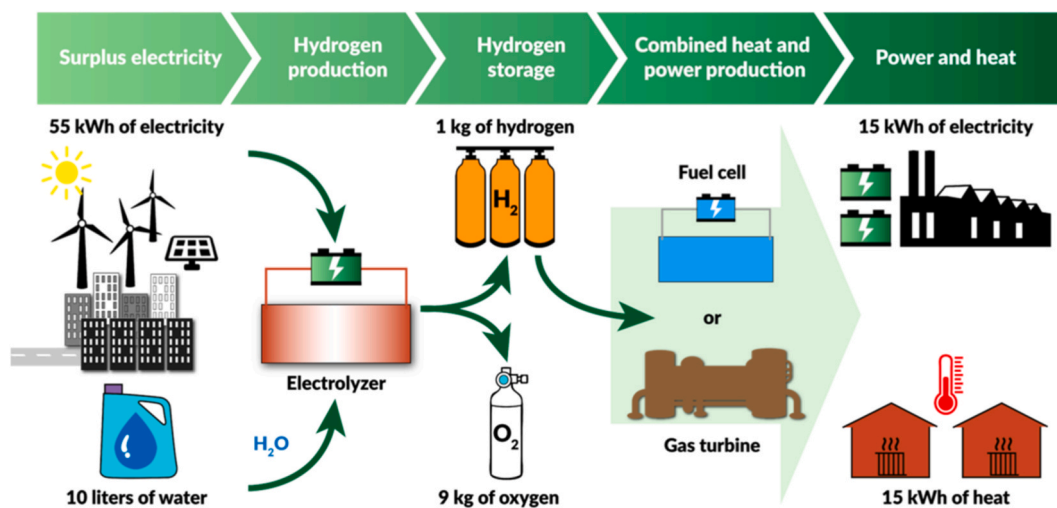 Surplus electricity
Hydrogen
production
Hydrogen
storage
Combined heat and
power production
Power and heat
55 kWh of electricity
1 kg of hydrogen
15 kWh of electricity
H2
Fuel cell
or
Electrolyzer
H2O
O2
Gas turbine
10 liters of water
9 kg of oxygen
15 kWh of heat